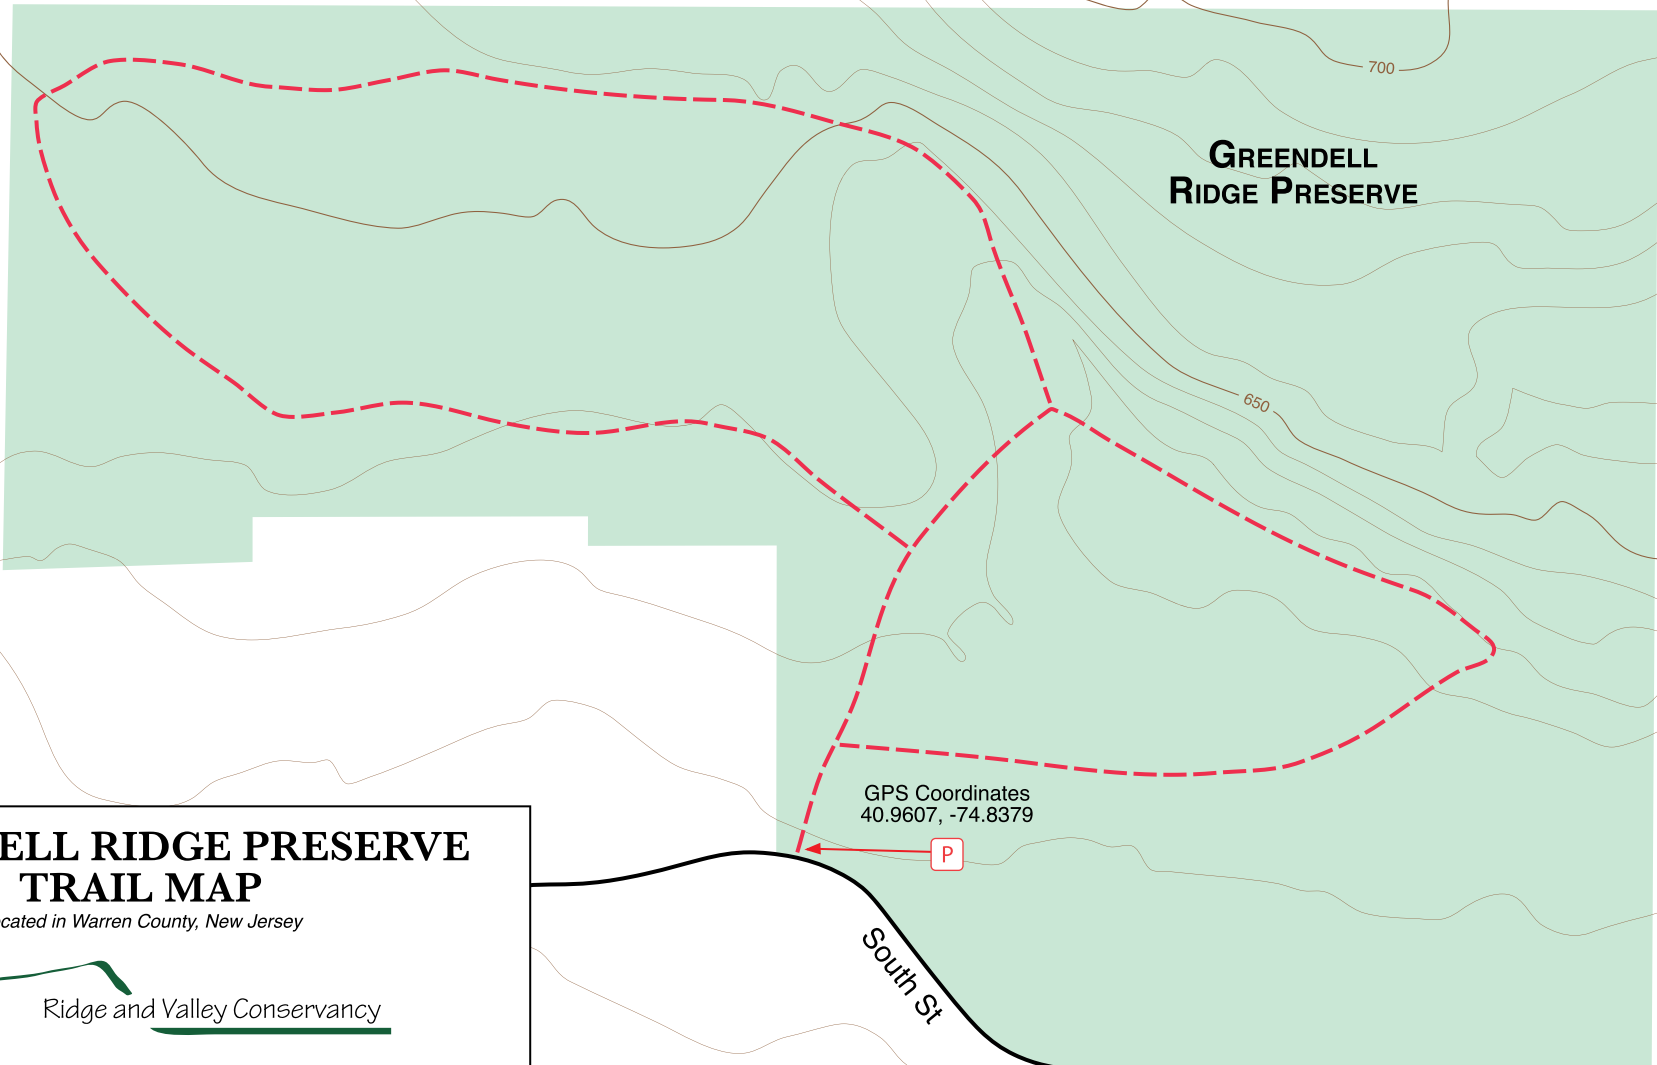 700
GREENDELL
RIDGE PRESERVE
650
GPS Coordinates
40.9607, -74.8379
P
South St
ELL RIDGE PRESERVE
TRAIL MAP
cated in Warren County, New Jersey
Ridge and Valley Conservancy